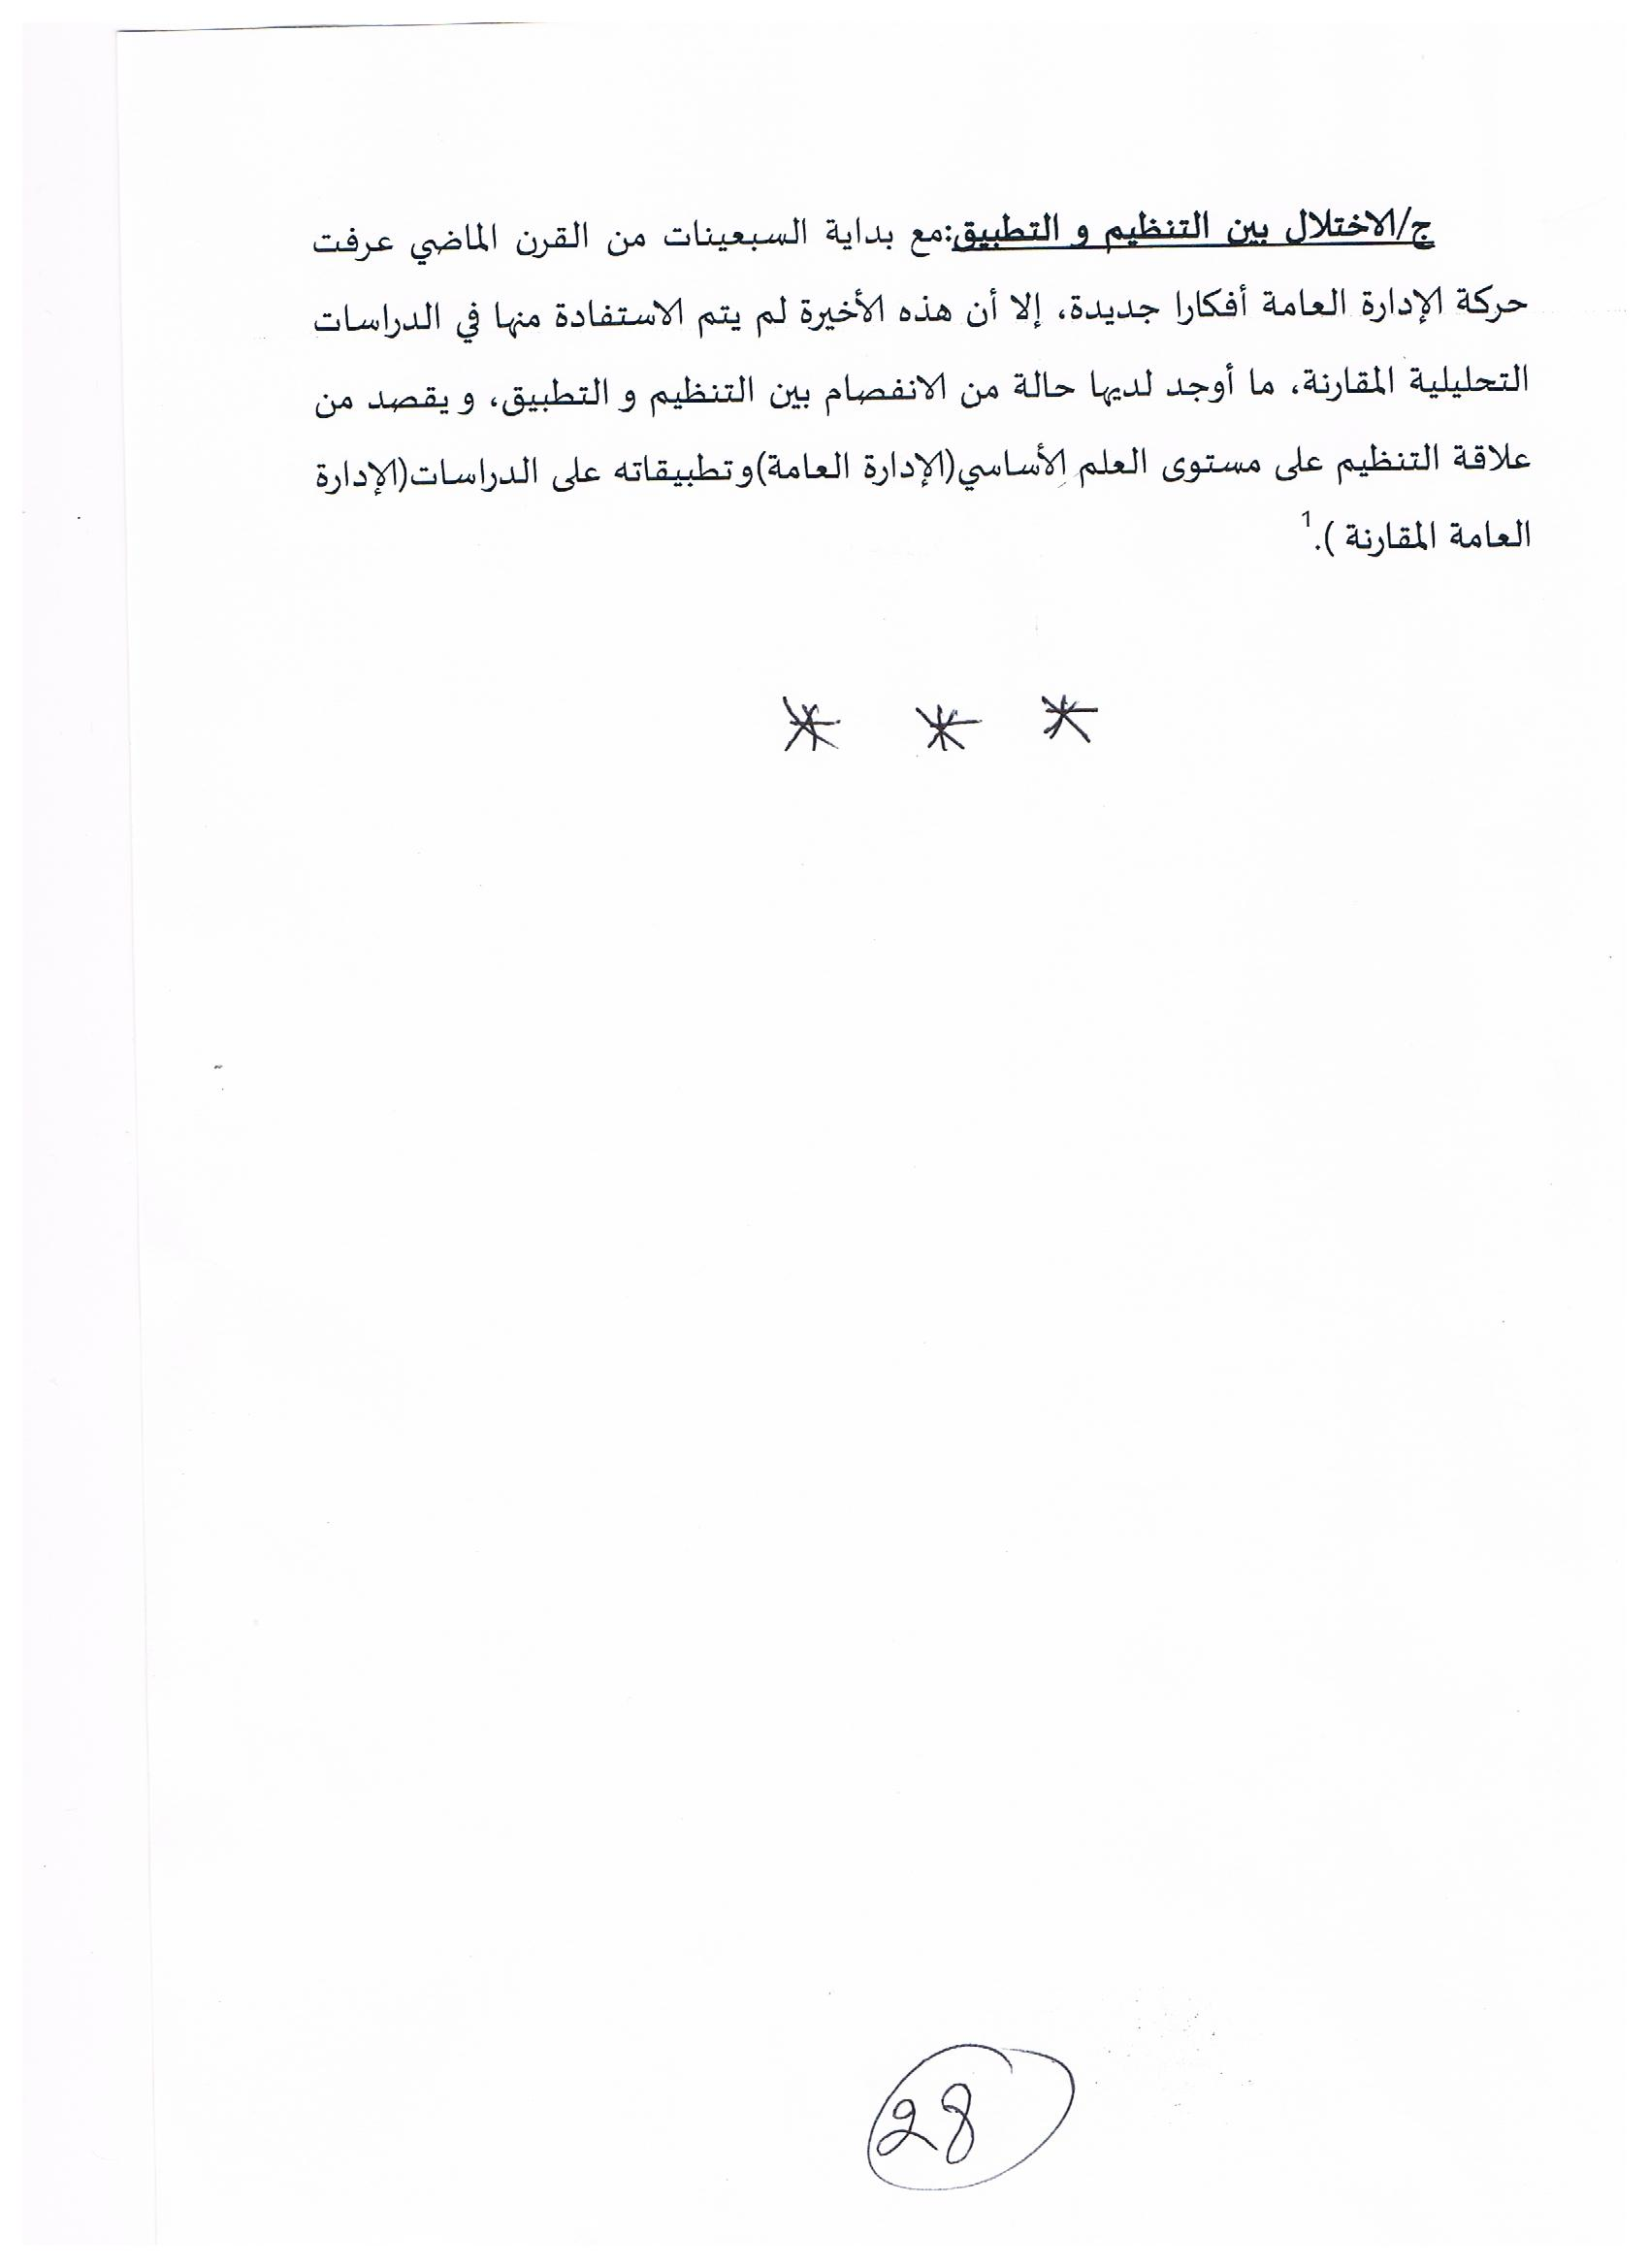 ج/الاختلال بين التنظيم و التطبيق:مع بداية السبعينات من القرن الماضي عرفت
حركة الإدارة العامة أفكارا جديدة، إلا أن هذه الأخيرة لم يتم الاستفادة منها في الدراسات
التحليلية المقارنة، ما أوجد لديها حالة من الانفصام بين التنظيم و التطبيق، و يقصد من
علاقة التنظيم على مستوى العلم الأساسي(الإدارة العامة)وتطبيقاته على الدراسات(الإدارة
العامة المقارنة ).1
* * *
28